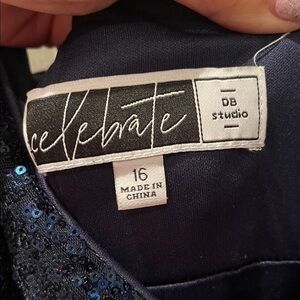 celebrate
DB
studio
16
MADE IN
CHINA